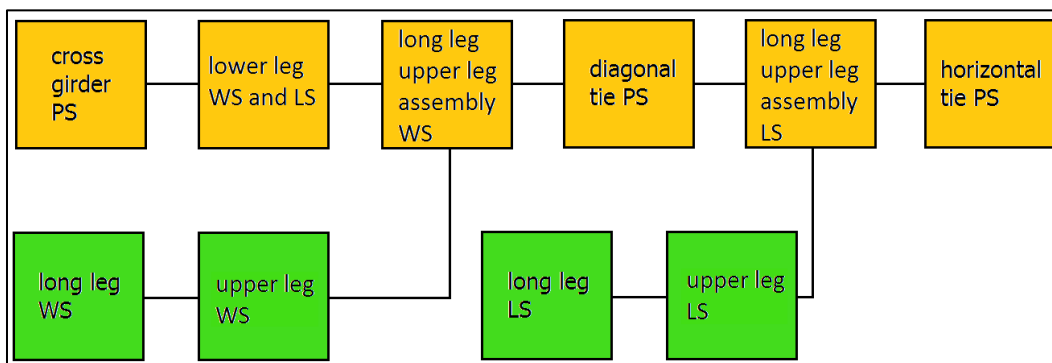 cross
girder
PS
lower leg
WS and LS
long leg
upper leg
assembly
WS
diagonal
tie PS
long leg
upper leg
assembly
LS
horizontal
tie PS
long leg
WS
upper leg
WS
long leg
LS
upper leg
LS